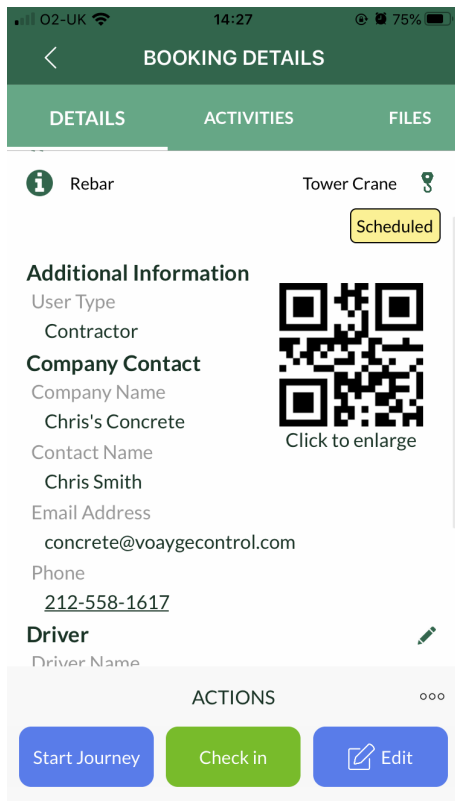 O2-UK 14:27 75%
BOOKING DETAILS
DETAILS ACTIVITIES FILES
Rebar Tower Crane
Scheduled
Additional Information
User Type
Contractor
Company Contact
Company Name
Chris's Concrete
Click to enlarge
Contact Name
Chris Smith
Email Address
concrete@voaygecontrol.com
Phone
212-558-1617
Driver
Driver Name
ACTIONS
Start Journey Check in Edit